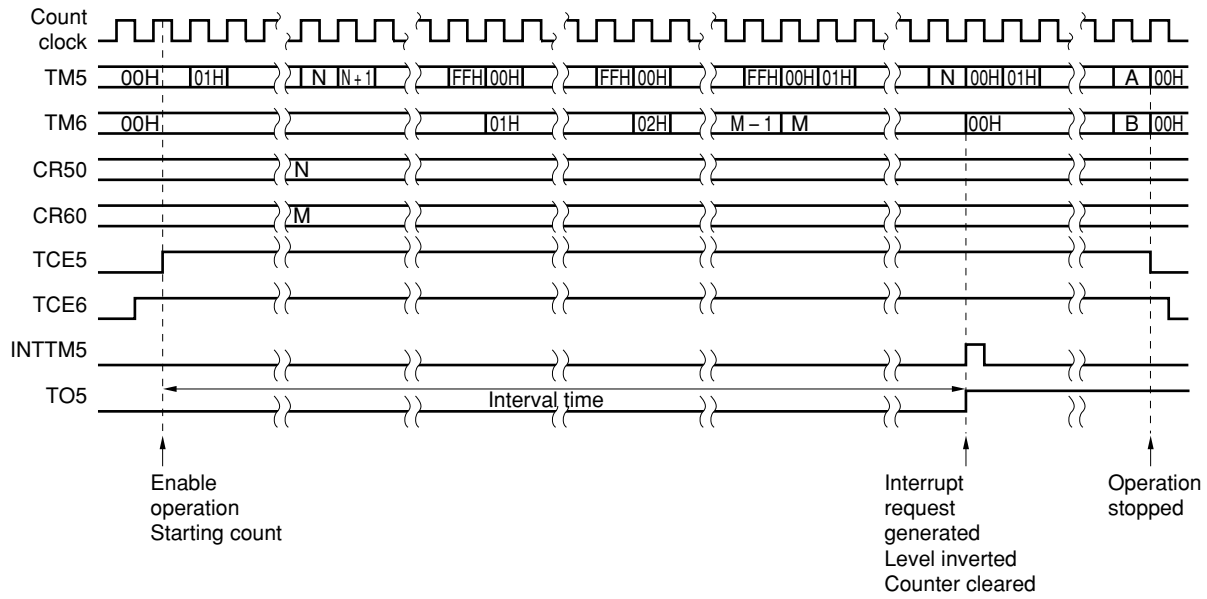 Count
clock
TM5 00H 01H N N+1 FFH 00H FFH 00H FFH 00H 01H N 00H 01H A 00H
TM6 00H 01H 02H M – 1 M 00H B 00H
CR50 N
CR60 M
TCE5
TCE6
INTTM5
TO5
Interval time
Enable
operation
Starting count
Interrupt
request
generated
Level inverted
Counter cleared
Operation
stopped